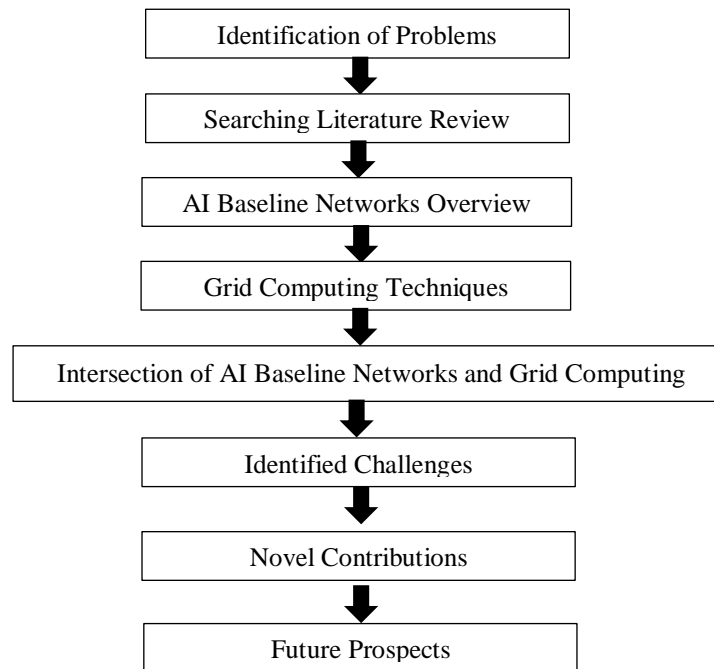 Identification of Problems
Searching Literature Review
AI Baseline Networks Overview
Grid Computing Techniques
Intersection of AI Baseline Networks and Grid Computing
Identified Challenges
Novel Contributions
Future Prospects